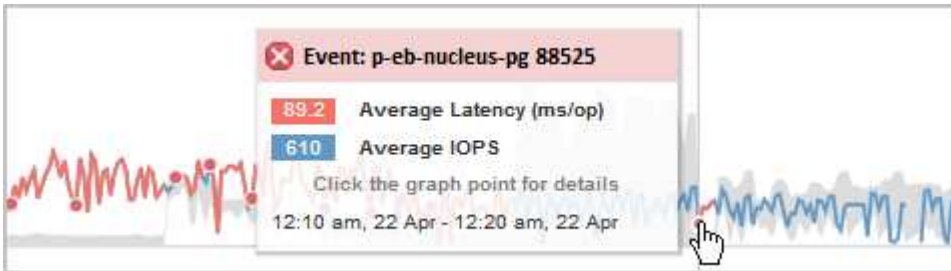 Event: p-eb-nucleus-pg 88525
89.2 Average Latency (ms/op)
610 Average IOPS
Click the graph point for details
12:10 am, 22 Apr - 12:20 am, 22 Apr